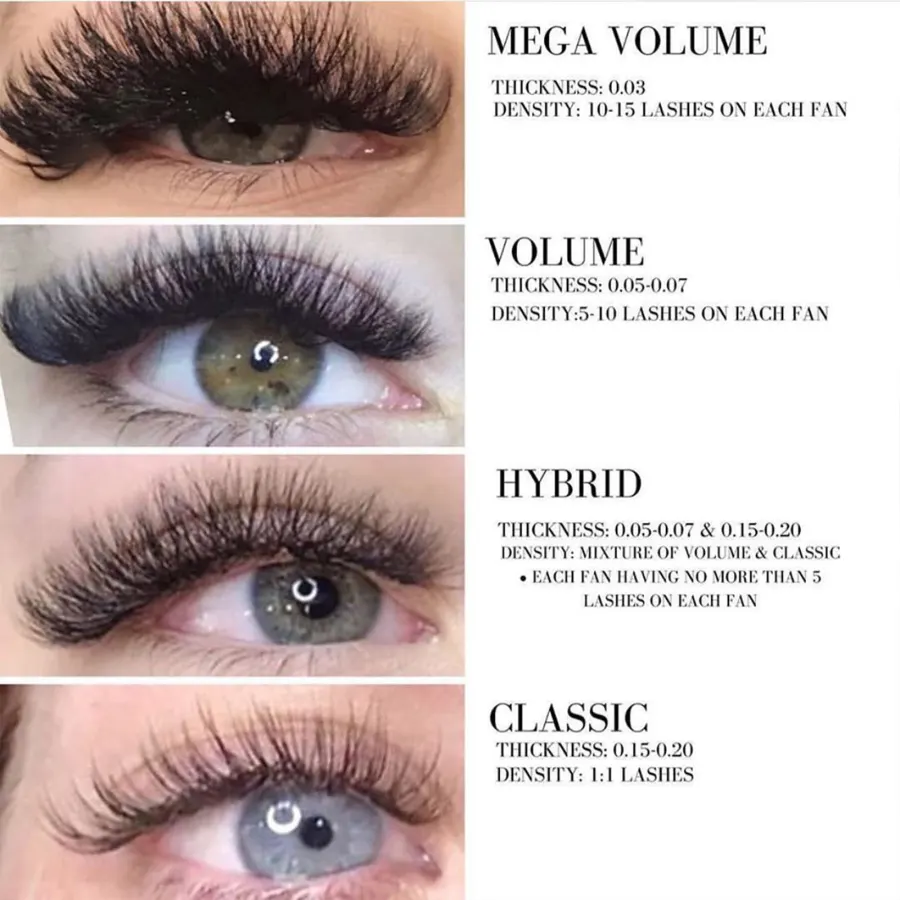 MEGA VOLUME
THICKNESS: 0.03
DENSITY: 10-15 LASHES ON EACH FAN
VOLUME
THICKNESS: 0.05-0.07
DENSITY:5-10 LASHES ON EACH FAN
HYBRID
THICKNESS: 0.05-0.07 & 0.15-0.20
DENSITY: MIXTURE OF VOLUME & CLASSIC
• EACH FAN HAVING NO MORE THAN 5
LASHES ON EACH FAN
CLASSIC
THICKNESS: 0.15-0.20
DENSITY: 1:1 LASHES